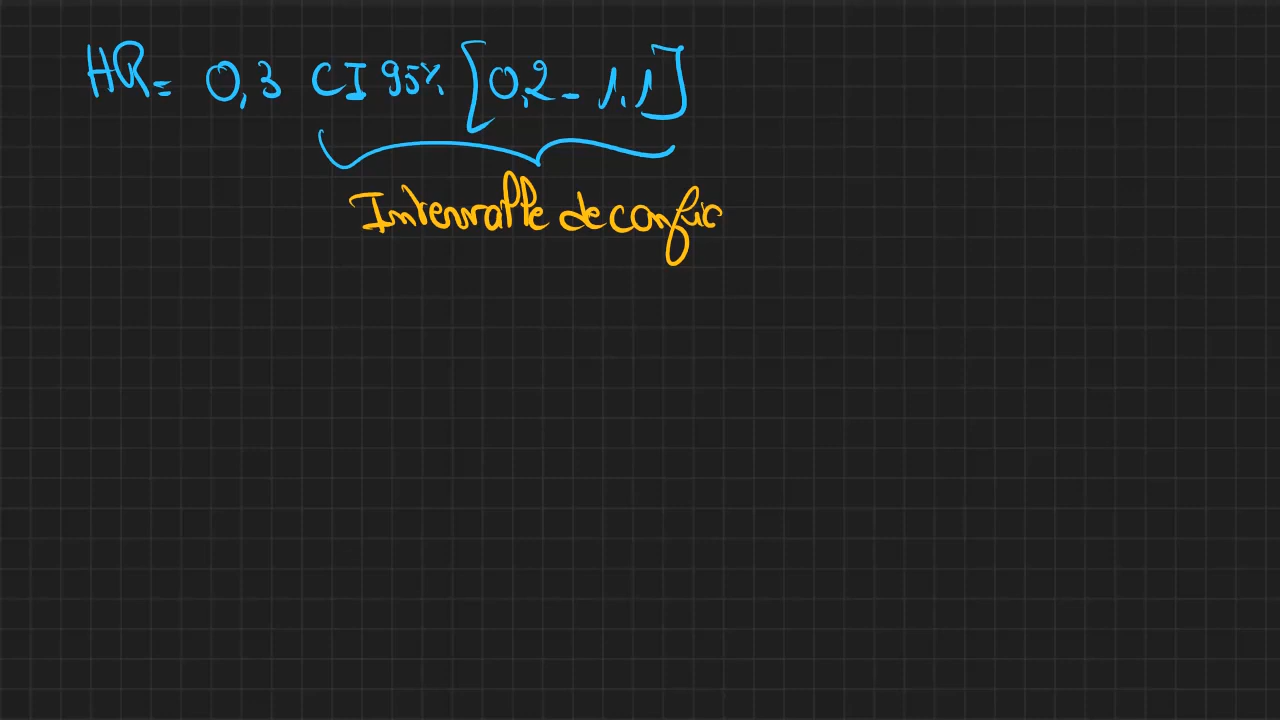 HR= 0,3 CI 95% [0,2 - 1,1]
Intervalle de confic